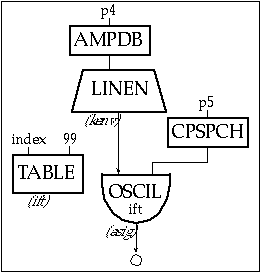 p4
AMPDB
LINEN
(kenv)
p5
CPSPCH
index 99
TABLE
(ift)
OSCIL
ift
(asig)